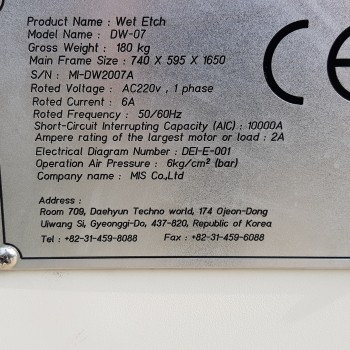 Product Name : Wet Etch
Model Name : DW-07
Gross Weight : 180 kg
Main Frame Size : 740 X 595 X 1650
S/N : MI-DW2007A
Rated Voltage : AC220v , 1 phase
Rated Current : 6A
Rated Frequency : 50/60Hz
Short-Circuit Interrupting Capacity (AIC) : 10000A
Ampere rating of the largest motor or load : 2A
Electrical Diagram Number : DEI-E-001
Operation Air Pressure : 6kg/cm² (bar)
Company name : MIS Co.,Ltd
Address :
Room 709, Daehyun Techno world, 174 Ojeon-Dong
Uiwang Si, Gyeonggi-Do, 437-820, Republic of Korea
Tel : +82-31-459-8088 Fax : +82-31-459-6088
CE